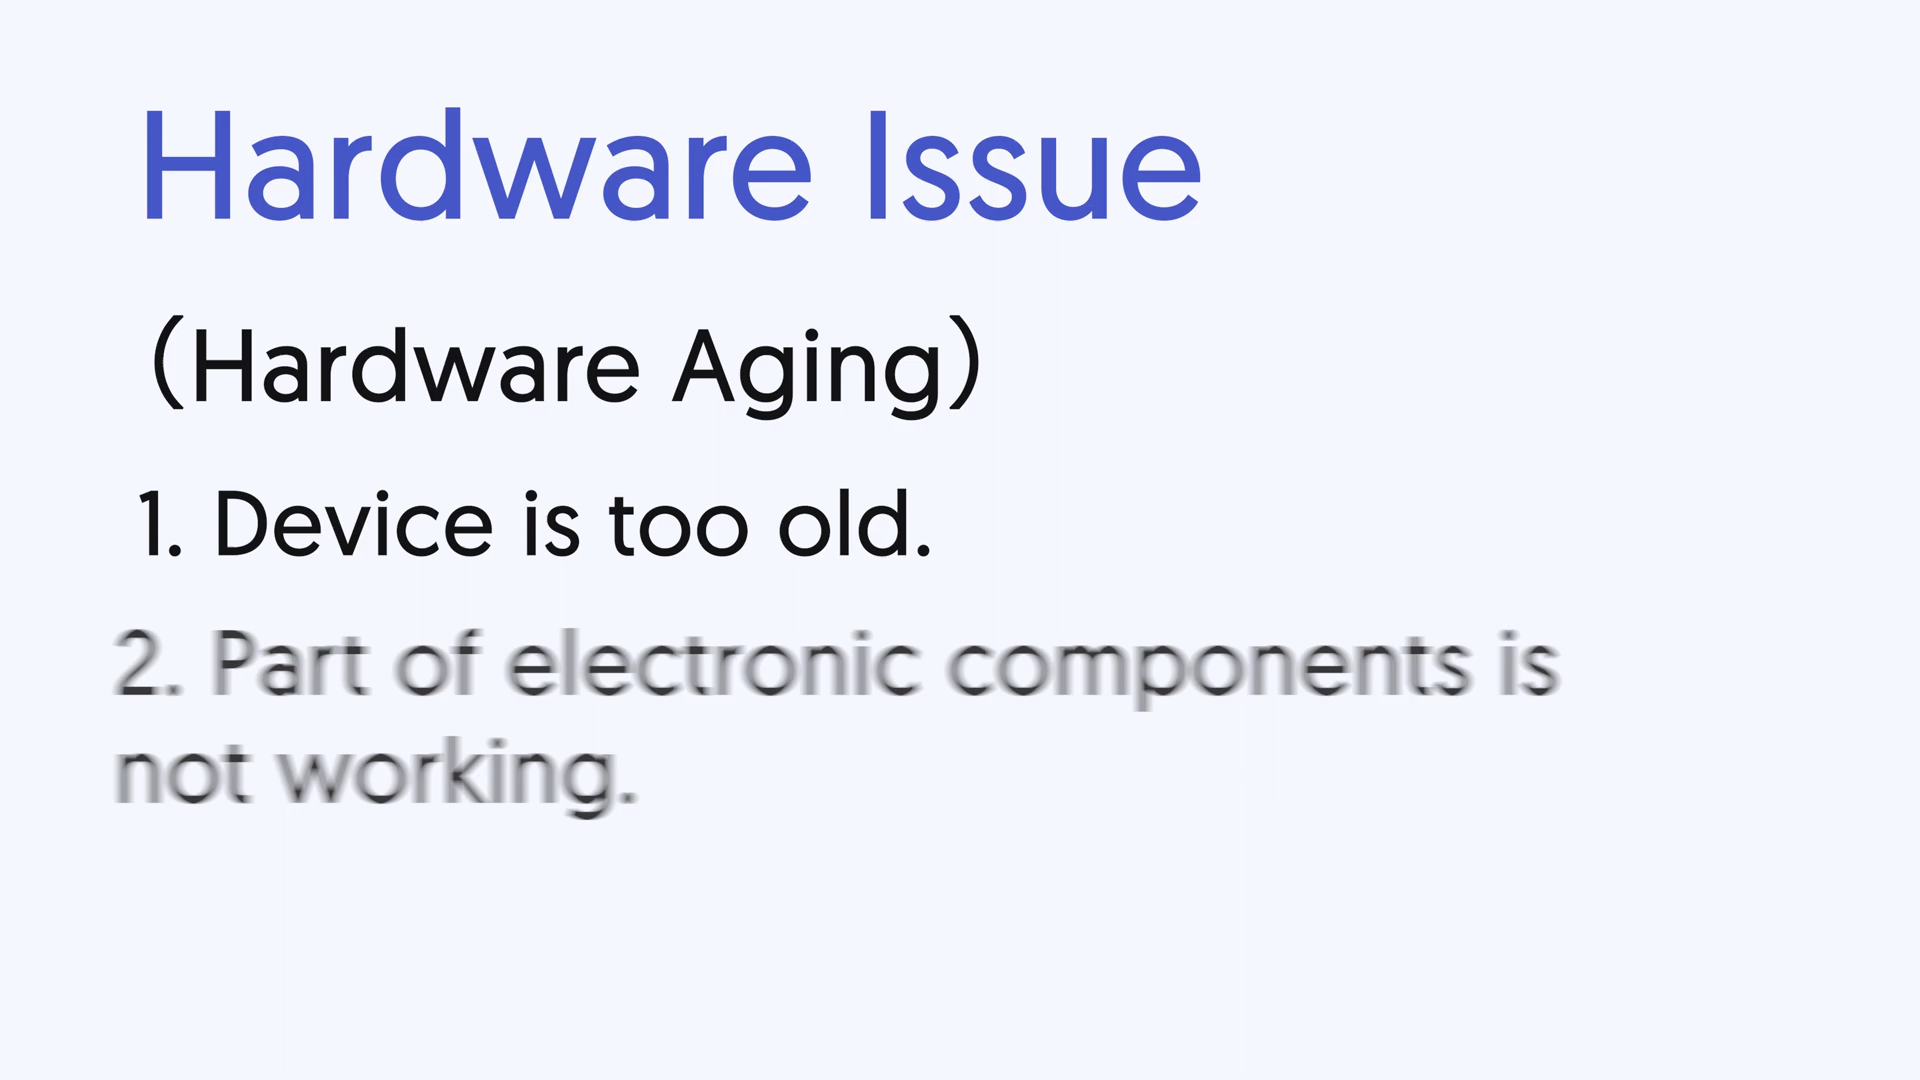 Hardware Issue
(Hardware Aging)
1. Device is too old.
2. Part of electronic components is
not working.